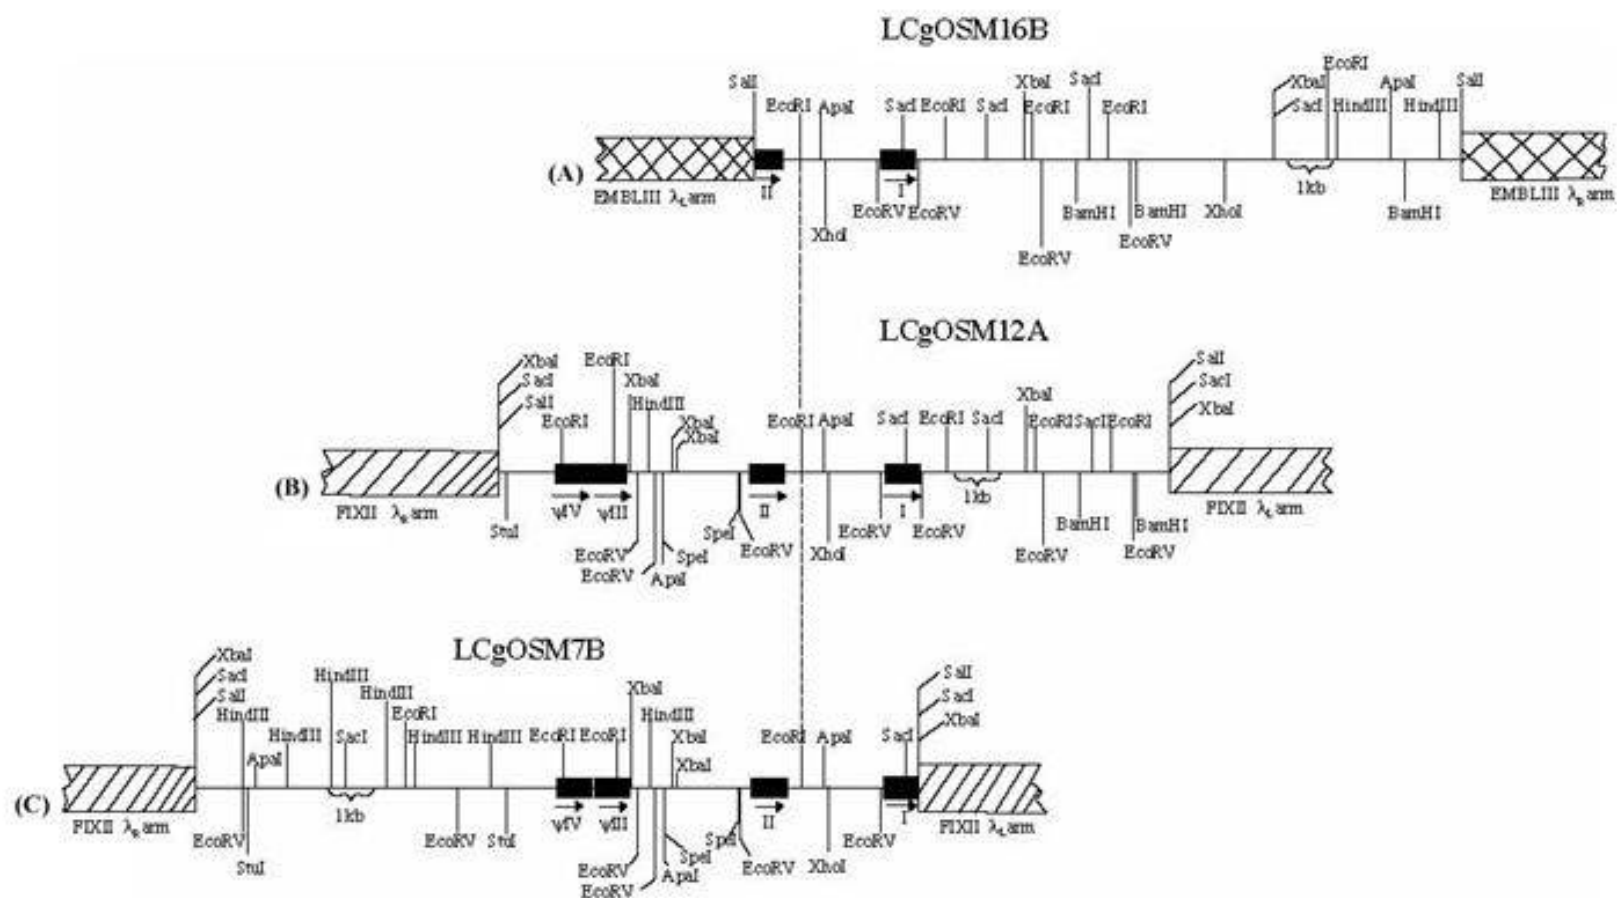 LCgOSM16B
EcoRI
XbaI SacI XbaI ApaI SalI
SalI EcoRI ApaI SacI EcoRI SacI EcoRI EcoRI SacI HindIII HindIII
(A)
EMBLIII λL arm II I 1kb EMBLIII λR arm
EcoRV EcoRV BamHI BamHI XhoI BamHI
XhoI EcoRV EcoRV
LCgOSM12A
XbaI EcoRI SalI
SacI XbaI XbaI SacI
SalI HindIII XbaI
EcoRI XbaI EcoRI ApaI SacI EcoRI SacI EcoRI SacI EcoRI
XbaI
(B)
FIXII λR arm ψIV ψIII II I 1kb FIXII λL arm
StuI SpeI EcoRV EcoRV BamHI BamHI
EcoRV SpeI EcoRV XhoI EcoRV EcoRV
EcoRV ApaI
LCgOSM7B
XbaI SalI
SacI HindIII SacI
SalI HindIII XbaI XbaI
HindIII EcoRI HindIII
HindIII SacI HindIII HindIII EcoRI EcoRI XbaI EcoRI ApaI SacI
ApaI XbaI
(C)
FIXII λR arm 1kb ψIV ψIII II I FIXII λL arm
EcoRV EcoRV StuI SpeI EcoRV
StuI EcoRV SpeI EcoRV XhoI
EcoRV ApaI